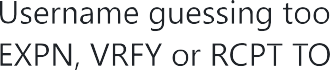 Username guessing too
EXPN, VRFY or RCPT TO